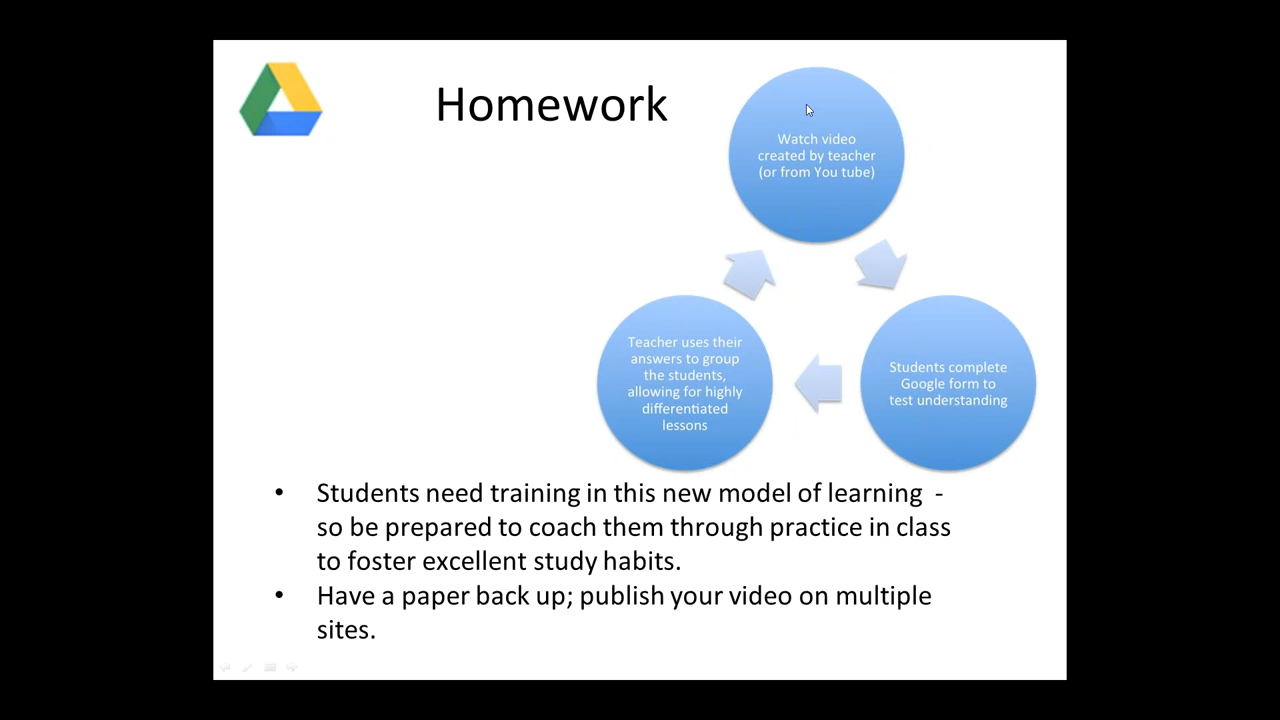 Homework
Watch video
created by teacher
(or from You tube)
Teacher uses their
answers to group
the students,
allowing for highly
differentiated
lessons
Students complete
Google form to
test understanding
• Students need training in this new model of learning -
so be prepared to coach them through practice in class
to foster excellent study habits.
• Have a paper back up; publish your video on multiple
sites.